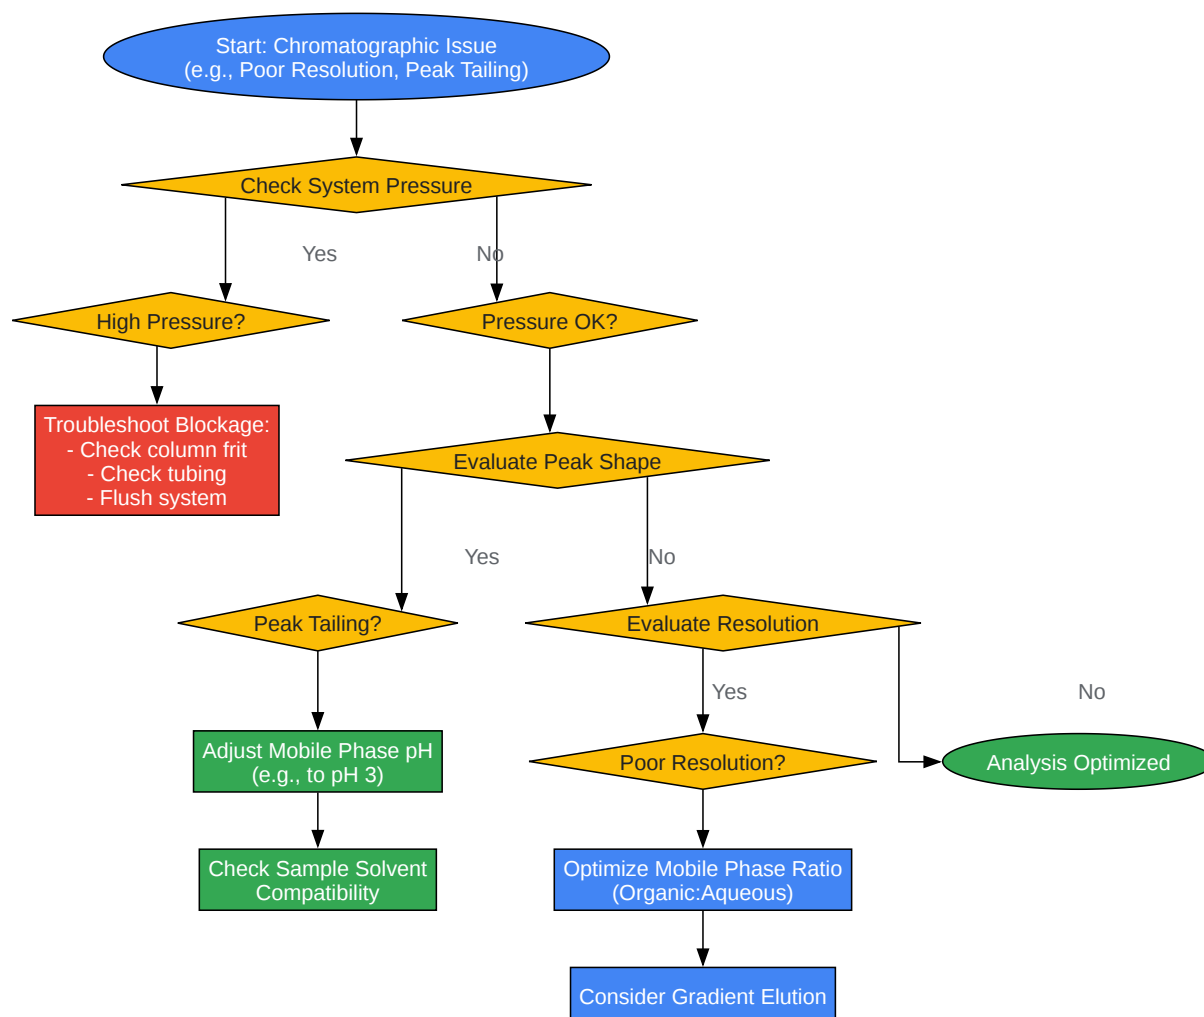 Start: Chromatographic Issue
(e.g., Poor Resolution, Peak Tailing)
Check System Pressure
Yes
No
High Pressure?
Pressure OK?
Troubleshoot Blockage:
- Check column frit
- Check tubing
- Flush system
Evaluate Peak Shape
Yes
No
Peak Tailing?
Evaluate Resolution
Yes
No
Adjust Mobile Phase pH
(e.g., to pH 3)
Poor Resolution?
Analysis Optimized
Check Sample Solvent
Compatibility
Optimize Mobile Phase Ratio
(Organic:Aqueous)
Consider Gradient Elution